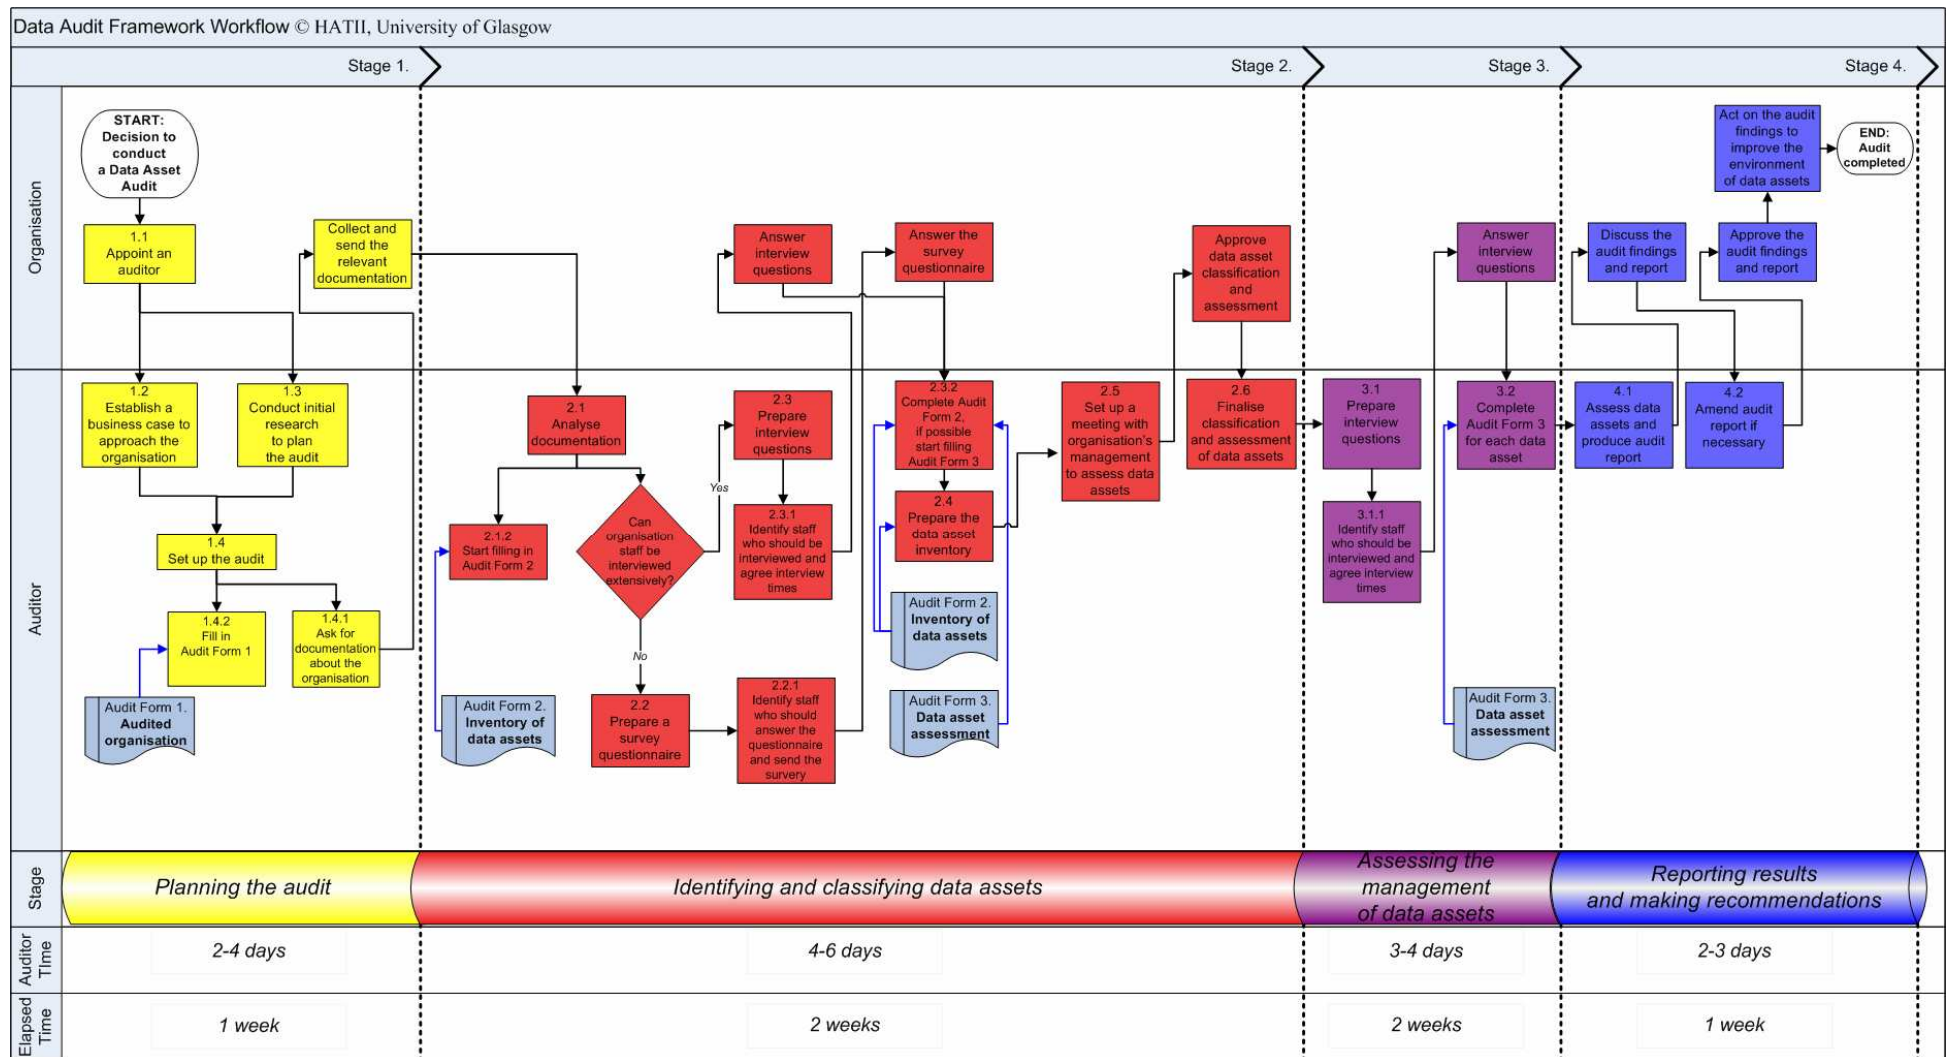 Data Audit Framework Workflow © HATII, University of Glasgow
Stage 1.
Stage 2.
Stage 3.
Stage 4.
Organisation
START:
Decision to
conduct
a Data Asset
Audit
1.1
Appoint an
auditor
Collect and
send the
relevant
documentation
Answer
interview
questions
Answer the
survey
questionnaire
Approve
data asset
classification
and
assessment
Answer
interview
questions
Discuss the
audit findings
and report
Approve the
audit findings
and report
Act on the audit
findings to
improve the
environment
of data assets
END:
Audit
completed
Auditor
1.2
Establish a
business case to
approach the
organisation
1.3
Conduct initial
research
to plan
the audit
1.4
Set up the audit
1.4.2
Fill in
Audit Form 1
1.4.1
Ask for
documentation
about the
organisation
Audit Form 1.
Audited
organisation
2.1
Analyse
documentation
2.1.2
Start filling in
Audit Form 2
Can
organisation
staff be
interviewed
extensively?
Yes
No
Audit Form 2.
Inventory of
data assets
2.2
Prepare a
survey
questionnaire
2.2.1
Identify staff
who should
answer the
questionnaire
and send the
survery
2.3
Prepare
interview
questions
2.3.1
Identify staff
who should be
interviewed and
agree interview
times
2.3.2
Complete Audit
Form 2,
if possible
start filling
Audit Form 3
2.4
Prepare the
data asset
inventory
Audit Form 2.
Inventory of
data assets
Audit Form 3.
Data asset
assessment
2.5
Set up a
meeting with
organisation's
management
to assess data
assets
2.6
Finalise
classification
and assessment
of data assets
3.1
Prepare
interview
questions
3.1.1
Identify staff
who should be
interviewed and
agree interview
times
3.2
Complete
Audit Form 3
for each data
asset
Audit Form 3.
Data asset
assessment
4.1
Assess data
assets and
produce audit
report
4.2
Amend audit
report if
necessary
Stage
Planning the audit
Identifying and classifying data assets
Assessing the
management
of data assets
Reporting results
and making recommendations
Auditor
Time
2-4 days
4-6 days
3-4 days
2-3 days
Elapsed
Time
1 week
2 weeks
2 weeks
1 week